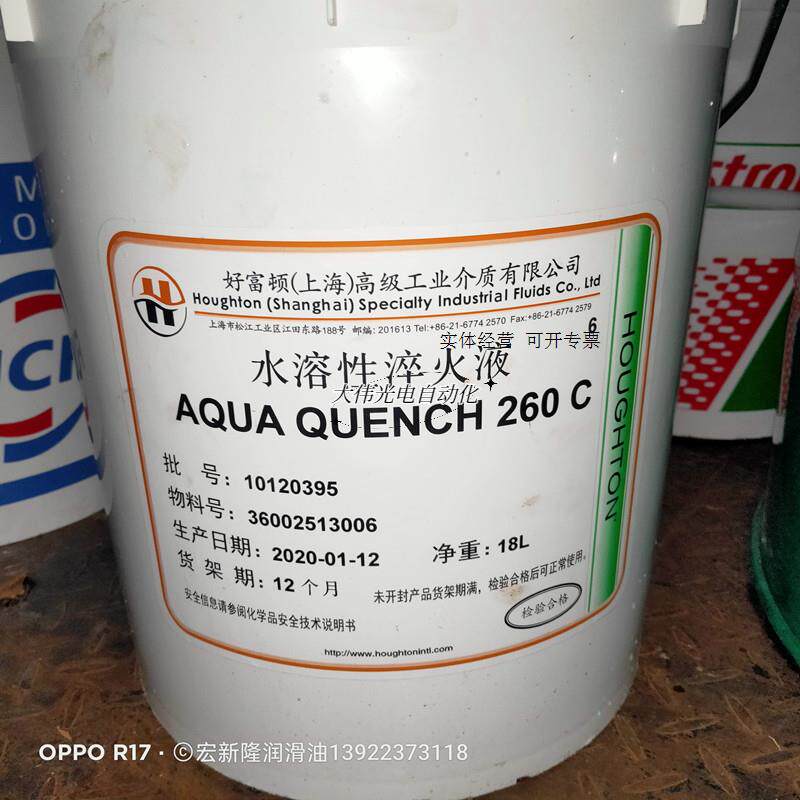 好富顿(上海)高级工业介质有限公司
Houghton (Shanghai) Specialty Industrial Fluids Co., Ltd
上海市松江工业区江田东路188号 邮编: 201613 Tel:+86-21-6774 2570 Fax:+86-21-6774 2579
6
实体经营 可开专票
水溶性淬火液
大伟光电自动化
AQUA QUENCH 260 C
HOUGHTON
批 号:10120395
物料号:36002513006
生产日期:2020-01-12 净重:18L
货 架 期:12个月 未开封产品货架期满,检验合格后可正常使用。
安全信息请参阅化学品安全技术说明书
检验合格
http://www.houghtonintl.com
OPPO R17 · ©宏新隆润滑油13922373118